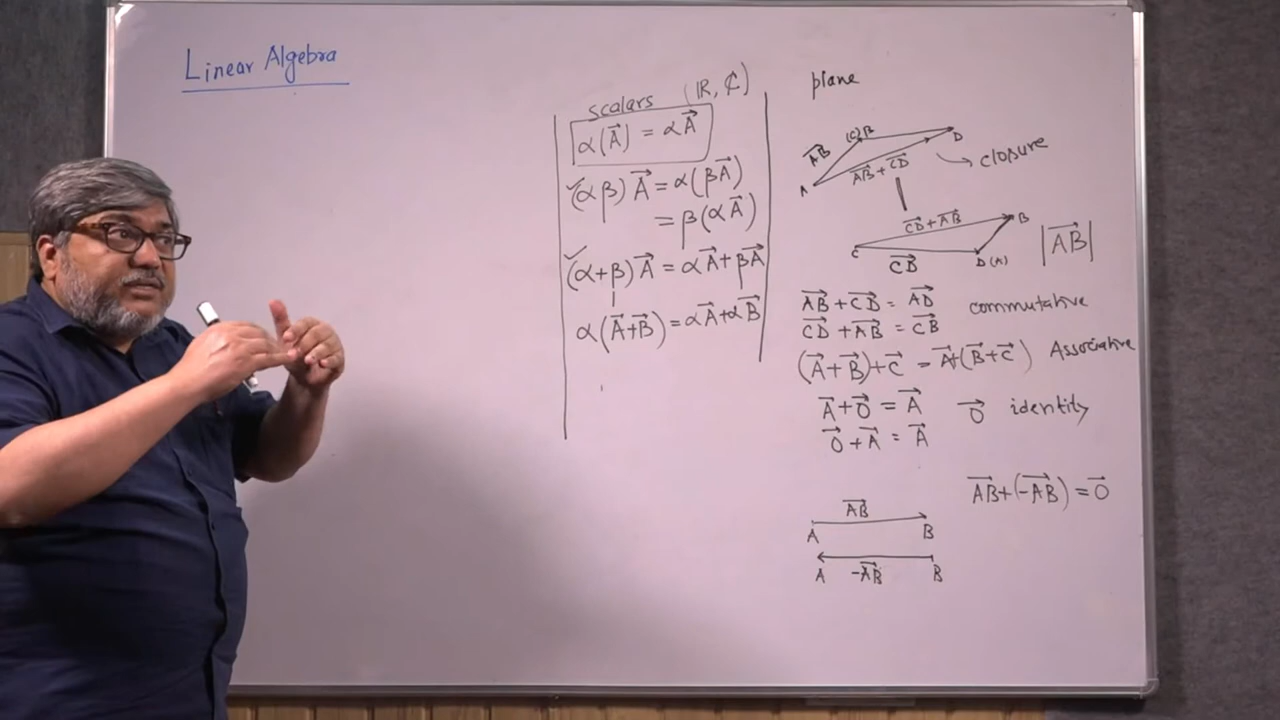 Linear Algebra
scalars (ℝ, ₵)
α(A⃗) = αA⃗
✓(αβ)A⃗ = α(βA⃗)
= β(αA⃗)
✓(α+β)A⃗ = αA⃗+βA⃗
α(A⃗+B⃗) = αA⃗+αB⃗
plane
(C) B
D
AB⃗
AB⃗ + CD⃗
A
closure
CD⃗ + AB⃗
B
C
CD⃗
D (A)
|AB⃗|
AB⃗ + CD⃗ = AD⃗ commutative
CD⃗ + AB⃗ = CB⃗
(A⃗+B⃗)+C⃗ = A⃗+(B⃗+C⃗) Associative
A⃗+0⃗ = A⃗ 0⃗ identity
0⃗+A⃗ = A⃗
AB⃗+(-AB⃗) = 0⃗
AB⃗
A B
A -AB⃗ B